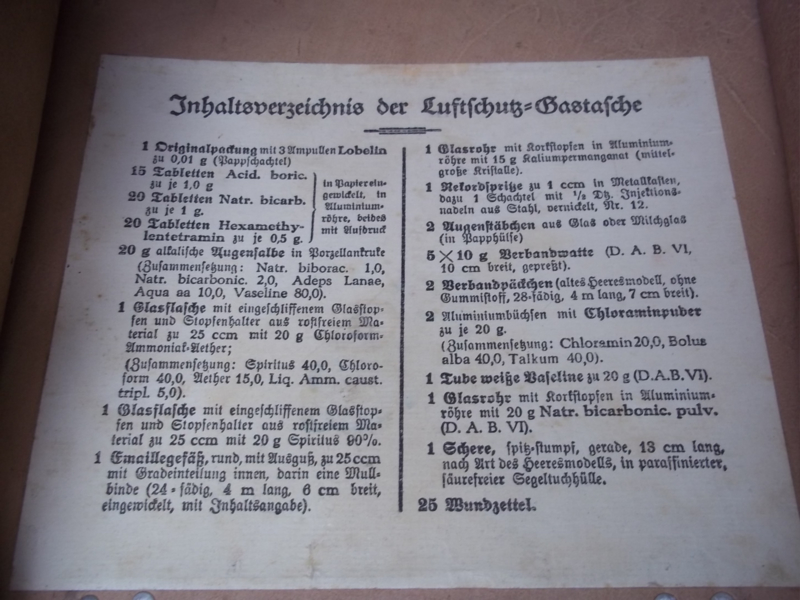 Inhaltsverzeichnis der Luftschutz-Gastasche
1 Originalpackung mit 3 Ampullen Lobelin
zu 0,01 g (Pappschachtel)
15 Tabletten Acid. boric.
zu je 1,0 g
20 Tabletten Natr. bicarb.
zu je 1 g.
20 Tabletten Hexamethy-
lentetramin zu je 0,5 g.
in Papier ein-
gewickelt, in
Aluminium-
röhre, beides
mit Aufdruck
20 g alkalische Augensalbe in Porzellankruke
(Zusammensetzung: Natr. biborac. 1,0,
Natr. bicarbonic. 2,0, Adeps Lanae,
Aqua aa 10,0, Vaseline 80,0).
1 Glasflasche mit eingeschliffenem Glasstop-
fen und Stopfenhalter aus rostfreiem Ma-
terial zu 25 ccm mit 20 g Chloroform-
Ammoniak-Aether;
(Zusammensetzung: Spiritus 40,0, Chloro-
form 40,0, Aether 15,0, Liq. Amm. caust.
tripl. 5,0).
1 Glasflasche mit eingeschliffenem Glasstop-
fen und Stopfenhalter aus rostfreiem Ma-
terial zu 25 ccm mit 20 g Spiritus 90%.
1 Emaillegefäß, rund, mit Ausguß, zu 25 ccm
mit Gradeinteilung innen, darin eine Mull-
binde (24-fädig, 4 m lang, 6 cm breit,
eingewickelt, mit Inhaltsangabe).
1 Glasrohr mit Korkstopfen in Aluminium-
röhre mit 15 g Kaliumpermanganat (mittel-
große Kristalle).
1 Rekordspritze zu 1 ccm in Metallkasten,
dazu 1 Schachtel mit 1/2 Dtz. Injektions-
nadeln aus Stahl, vernickelt, Nr. 12.
2 Augenstäbchen aus Glas oder Milchglas
(in Papphülse)
5 × 10 g Verbandwatte (D. A. B. VI,
10 cm breit, gepreßt).
2 Verbandpäckchen (altes Heeresmodell, ohne
Gummistoff, 28-fädig, 4 m lang, 7 cm breit).
2 Aluminiumbüchsen mit Chloraminpuder
zu je 20 g.
(Zusammensetzung: Chloramin 20,0, Bolus
alba 40,0, Talkum 40,0).
1 Tube weiße Vaseline zu 20 g (D.A.B.VI).
1 Glasrohr mit Korkstopfen in Aluminium-
röhre mit 20 g Natr. bicarbonic. pulv.
(D. A. B. VI).
1 Schere, spitz-stumpf, gerade, 13 cm lang,
nach Art des Heeresmodells, in paraffinierter,
säurefreier Segeltuchhülle.
25 Wundzettel.